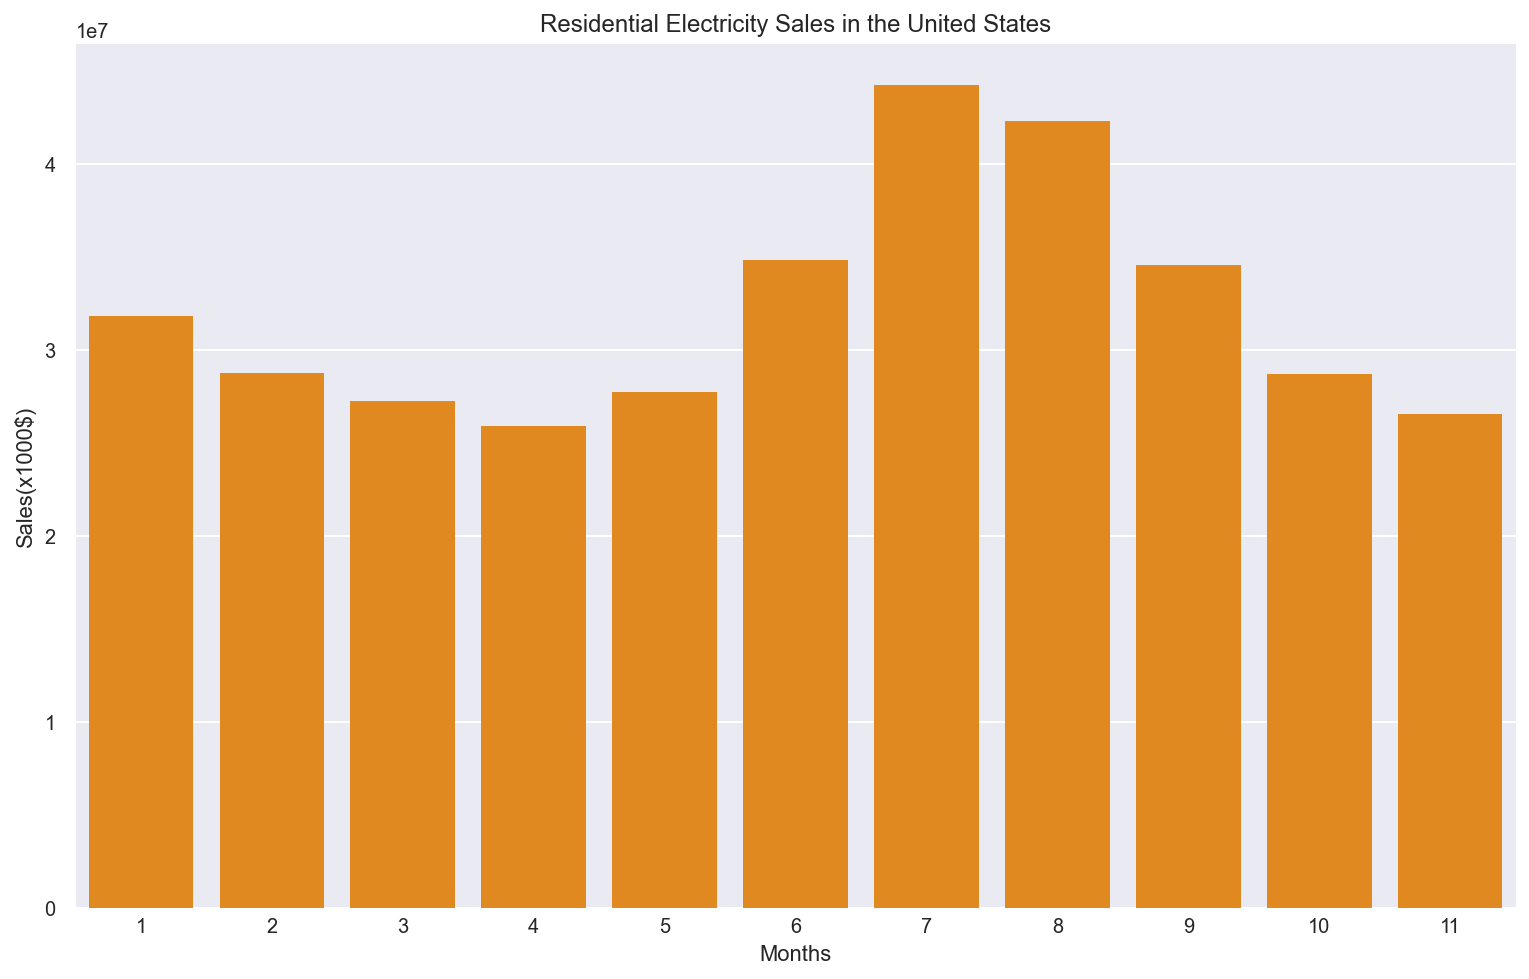 Residential Electricity Sales in the United States
1e7
4
3
2
1
0
Sales(x1000$)
1 2 3 4 5 6 7 8 9 10 11
Months